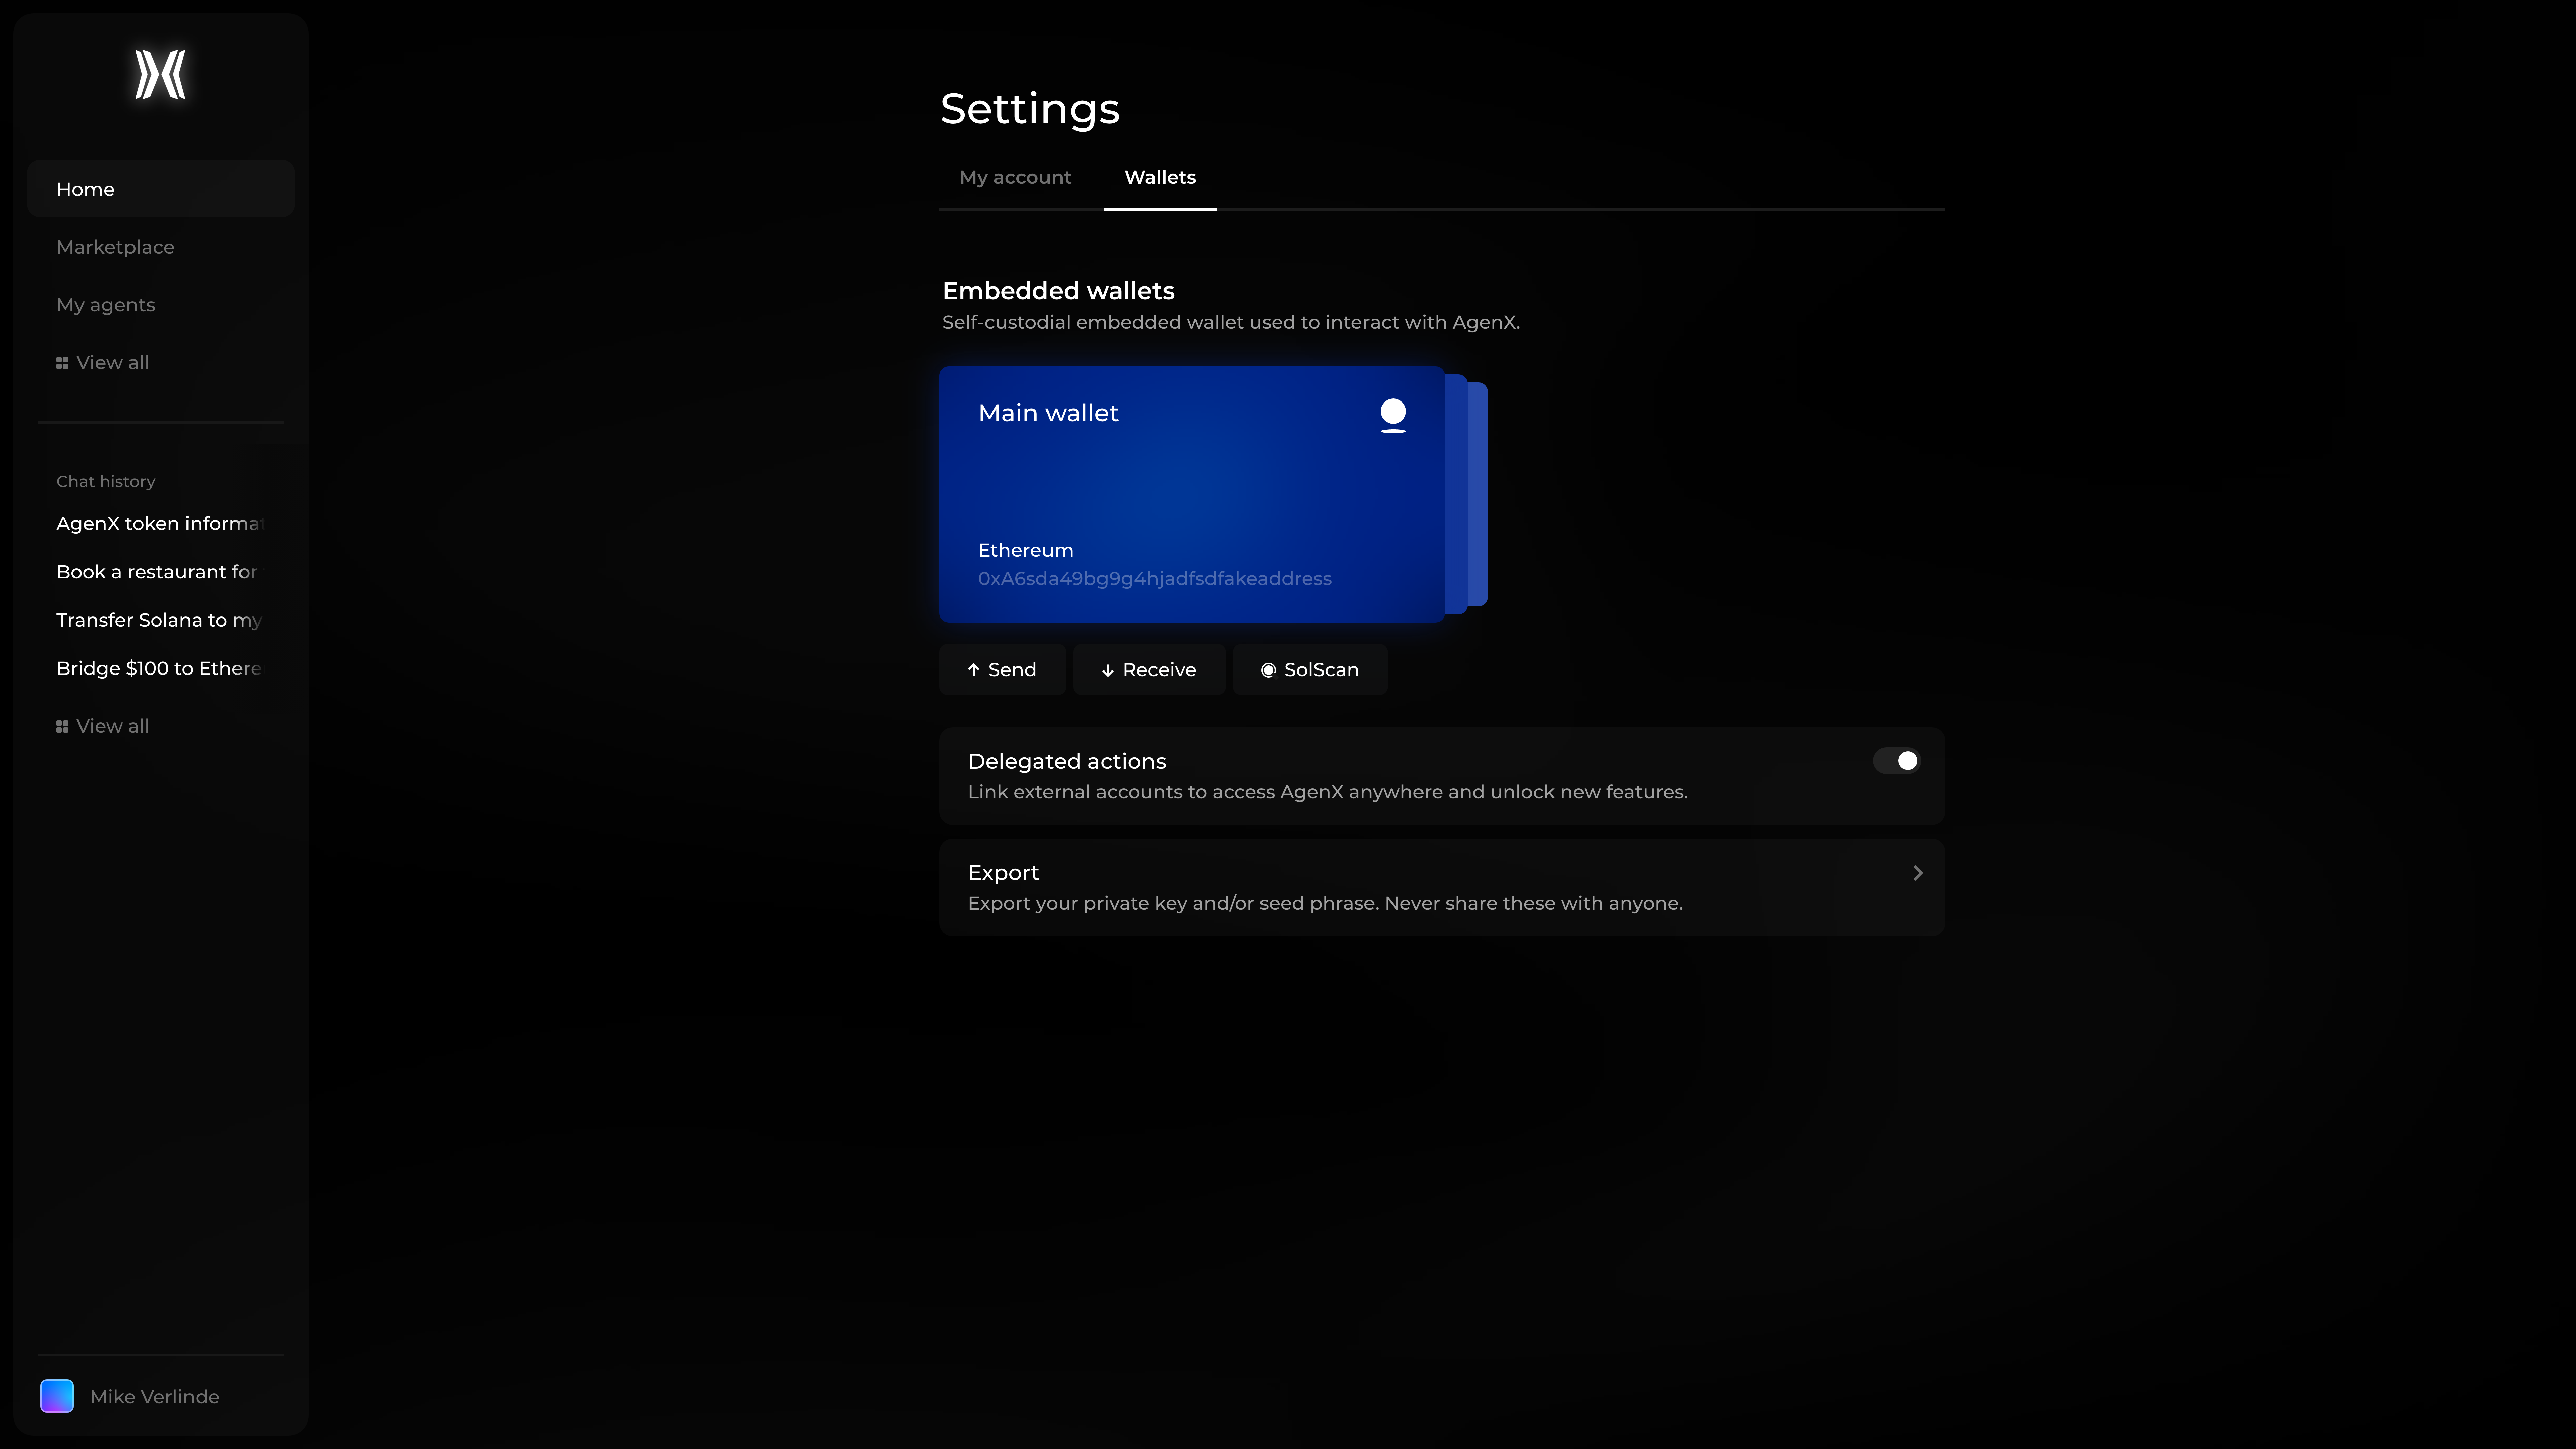 Home
Marketplace
My agents
View all
Chat history
AgenX token informat
Book a restaurant for
Transfer Solana to my
Bridge $100 to Ethere
View all
Mike Verlinde
Settings
My account
Wallets
Embedded wallets
Self-custodial embedded wallet used to interact with AgenX.
Main wallet
Ethereum
0xA6sda49bg9g4hjadfsdfakeaddress
Send
Receive
SolScan
Delegated actions
Link external accounts to access AgenX anywhere and unlock new features.
Export
Export your private key and/or seed phrase. Never share these with anyone.